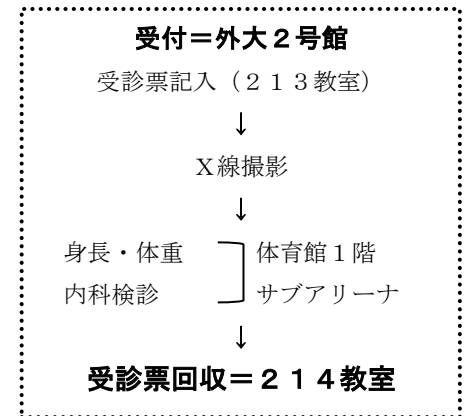 受付＝外大２号館
受診票記入（２１３教室）
↓
Ｘ線撮影
↓
身長・体重　体育館１階
内科検診　サブアリーナ
↓
受診票回収＝２１４教室